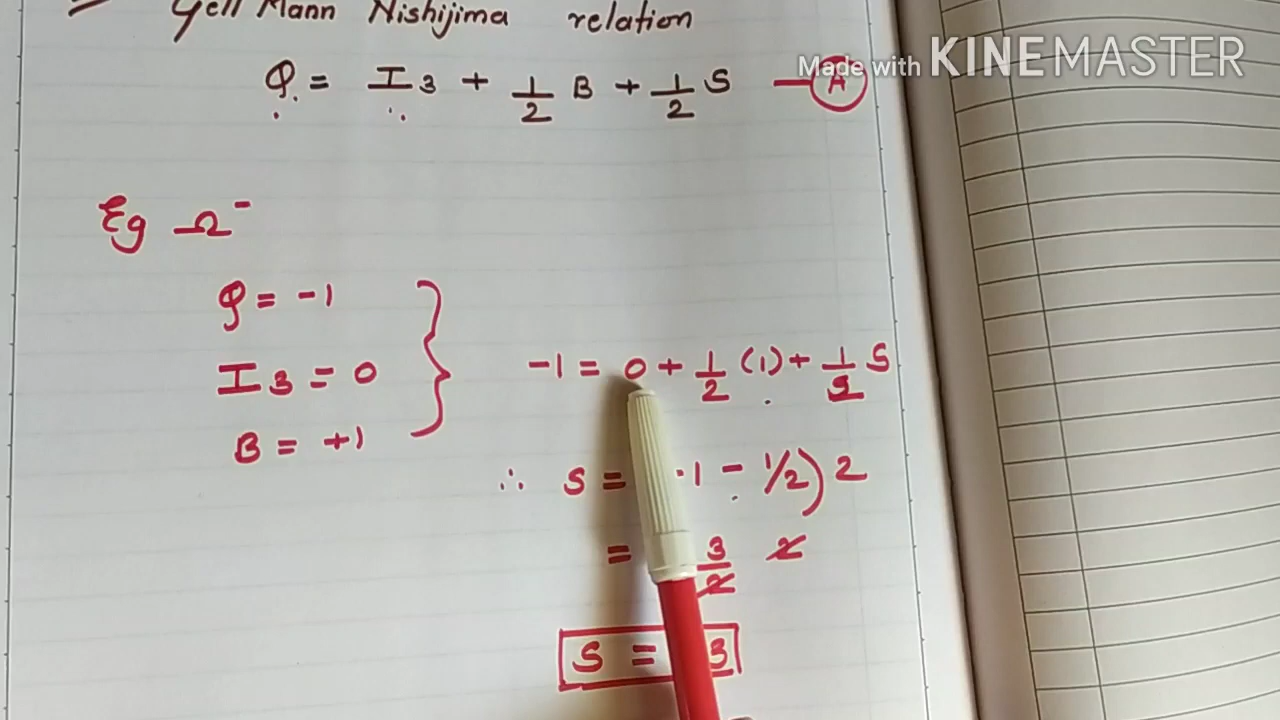 Gell Mann Nishijima relation
Made with KINEMASTER
Q = I3 + 1/2 B + 1/2 S — A
Eg Ω⁻
Q = -1
I3 = 0
B = +1
-1 = 0 + 1/2 (1) + 1/2 S
∴ S = -1 - 1/2) 2
= 3/2 2
S = 3